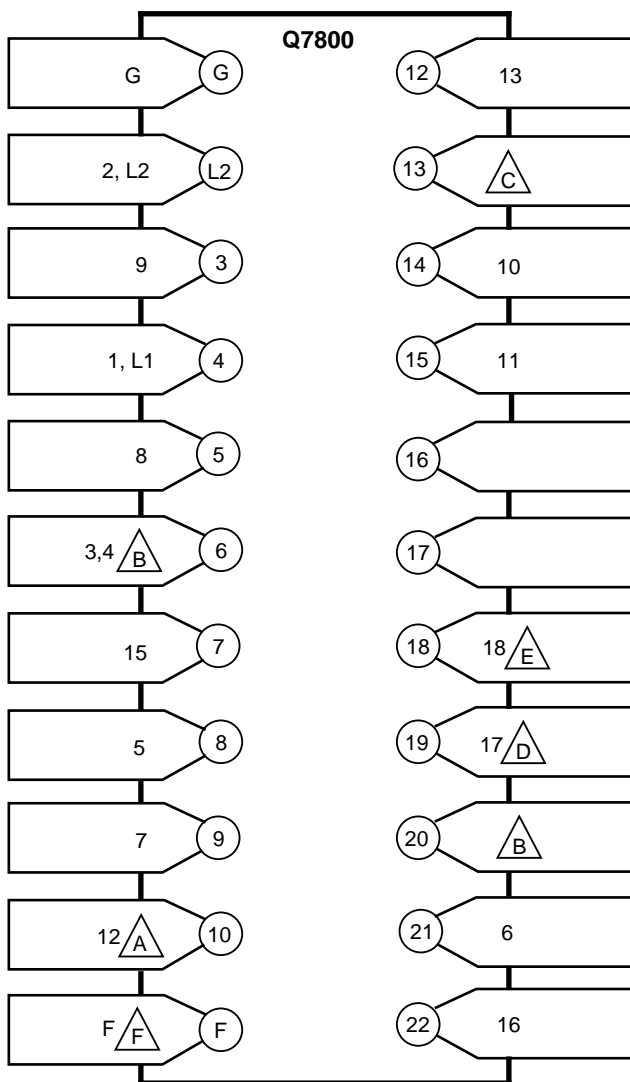 Q7800
G G 12 13
2, L2 L2 13 C
9 3 14 10
1, L1 4 15 11
8 5 16
3,4 B 6 17
15 7 18 18 E
5 8 19 17 D
7 9 20 B
12 A 10 21 6
F F F 22 16